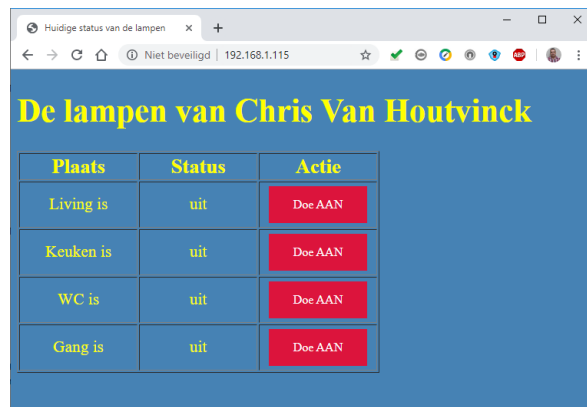 Huidige status van de lampen
Niet beveiligd | 192.168.1.115
ABP
De lampen van Chris Van Houtvinck
Plaats Status Actie
Living is uit Doe AAN
Keuken is uit Doe AAN
WC is uit Doe AAN
Gang is uit Doe AAN